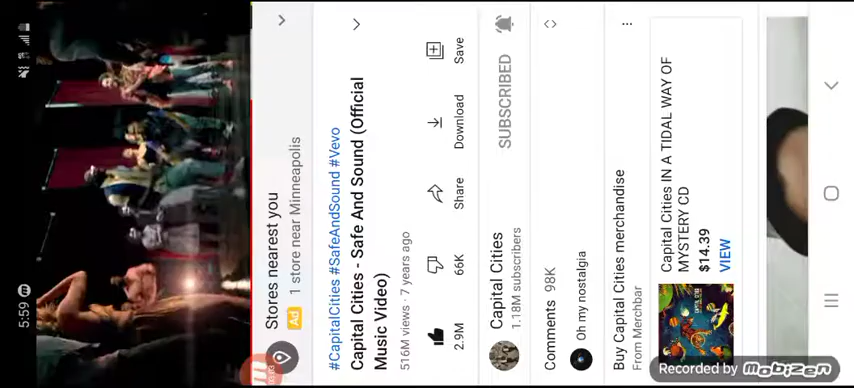 5:59
Stores nearest you
Ad 1 store near Minneapolis
#CapitalCities #SafeAndSound #Vevo
Capital Cities - Safe And Sound (Official
Music Video)
516M views · 7 years ago
2.9M 66K Share Download Save
Capital Cities
1.18M subscribers
SUBSCRIBED
Comments 98K
Oh my nostalgia
Buy Capital Cities merchandise
From Merchbar
Capital Cities IN A TIDAL WAY OF
MYSTERY CD
$14.39
VIEW
Recorded by mobizen